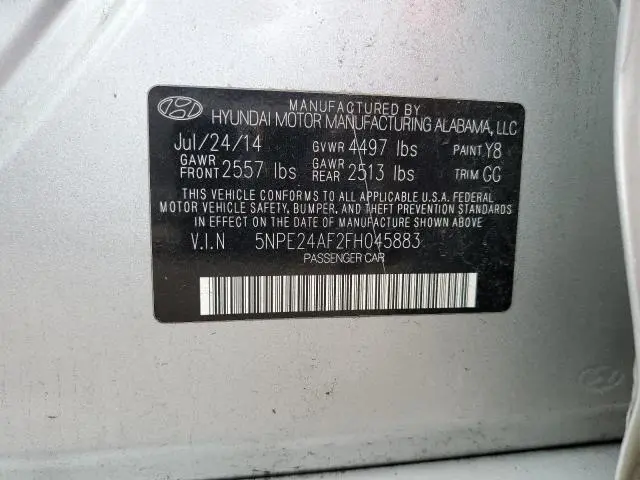 MANUFACTURED BY
HYUNDAI MOTOR MANUFACTURING ALABAMA, LLC
Jul/24/14 GVWR 4497 lbs PAINT Y8
GAWR FRONT 2557 lbs GAWR REAR 2513 lbs TRIM GG
THIS VEHICLE CONFORMS TO ALL APPLICABLE U.S.A. FEDERAL
MOTOR VEHICLE SAFETY, BUMPER, AND THEFT PREVENTION STANDARDS
IN EFFECT ON THE DATE OF MANUFACTURE SHOWN ABOVE
V.I.N 5NPE24AF2FH045883
PASSENGER CAR